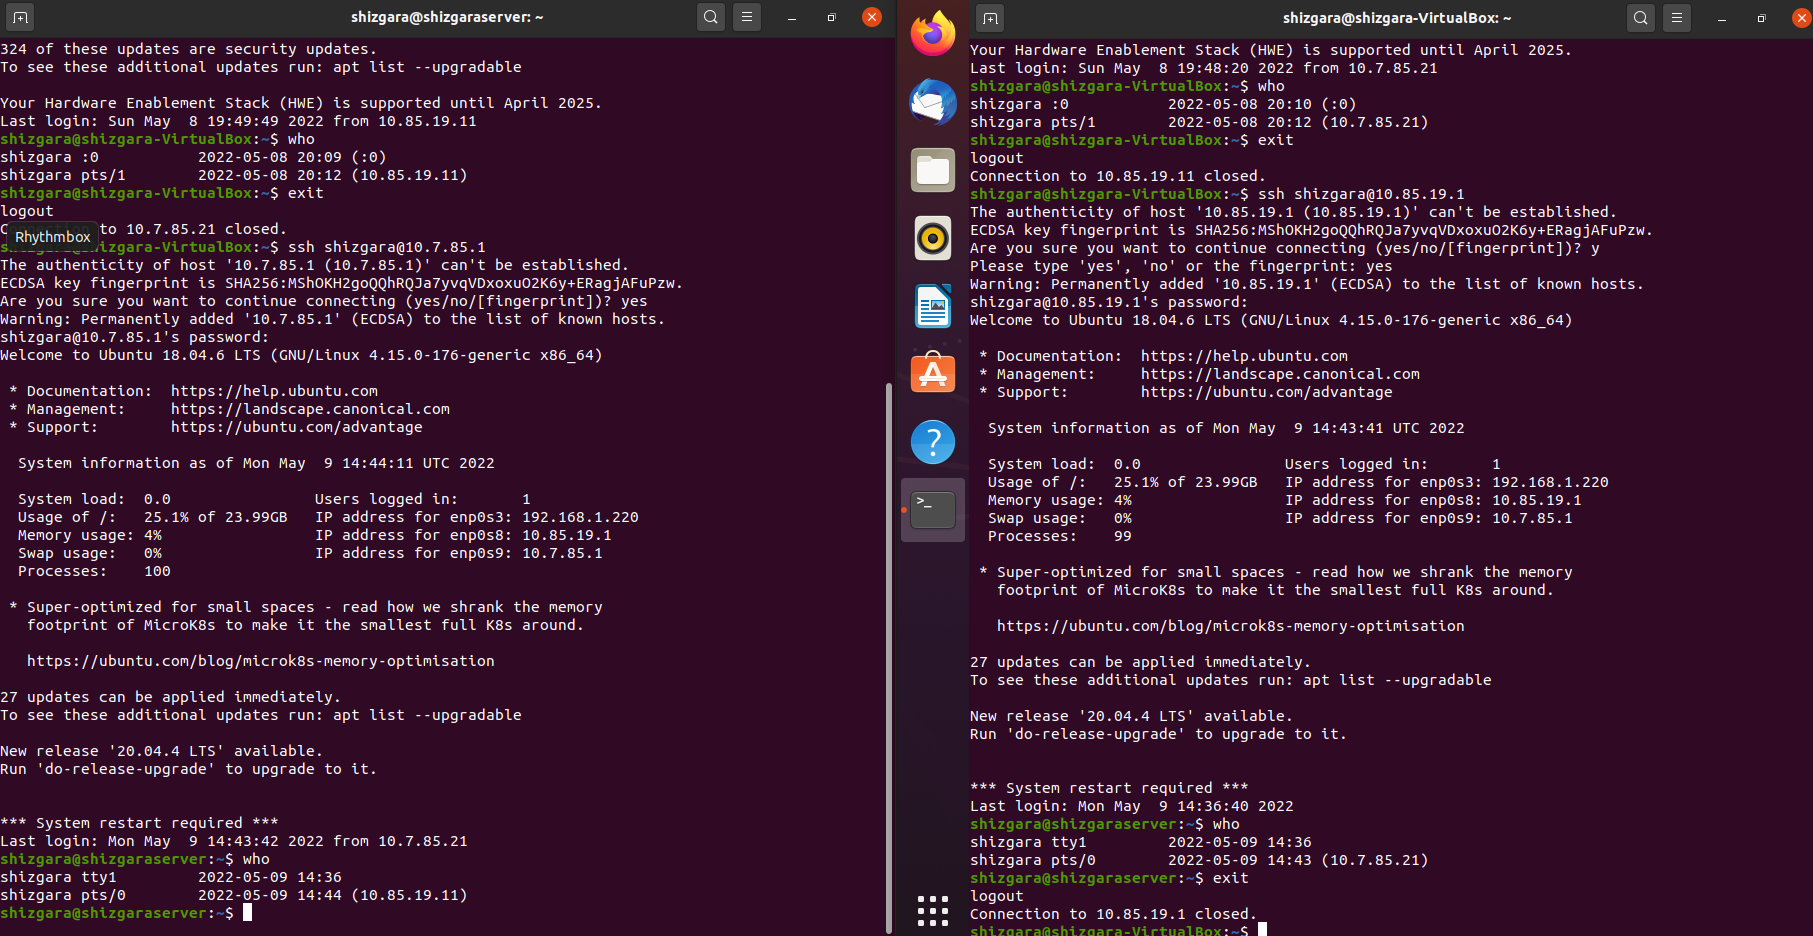 shizgara@shizgaraserver: ~
324 of these updates are security updates.
To see these additional updates run: apt list --upgradable
Your Hardware Enablement Stack (HWE) is supported until April 2025.
Last login: Sun May  8 19:49:49 2022 from 10.85.19.11
shizgara@shizgara-VirtualBox:~$ who
shizgara :0           2022-05-08 20:09 (:0)
shizgara pts/1        2022-05-08 20:12 (10.85.19.11)
shizgara@shizgara-VirtualBox:~$ exit
logout
to 10.7.85.21 closed.
Rhythmbox
shizgara@shizgara-VirtualBox:~$ ssh shizgara@10.7.85.1
The authenticity of host '10.7.85.1 (10.7.85.1)' can't be established.
ECDSA key fingerprint is SHA256:MShOKH2goQQhRQJa7yvqVDxoxuO2K6y+ERagjAFuPzw.
Are you sure you want to continue connecting (yes/no/[fingerprint])? yes
Warning: Permanently added '10.7.85.1' (ECDSA) to the list of known hosts.
shizgara@10.7.85.1's password:
Welcome to Ubuntu 18.04.6 LTS (GNU/Linux 4.15.0-176-generic x86_64)
* Documentation:  https://help.ubuntu.com
* Management:     https://landscape.canonical.com
* Support:        https://ubuntu.com/advantage
System information as of Mon May  9 14:44:11 UTC 2022
System load:  0.0                Users logged in:       1
Usage of /:   25.1% of 23.99GB   IP address for enp0s3: 192.168.1.220
Memory usage: 4%                 IP address for enp0s8: 10.85.19.1
Swap usage:   0%                 IP address for enp0s9: 10.7.85.1
Processes:    100
* Super-optimized for small spaces - read how we shrank the memory
footprint of MicroK8s to make it the smallest full K8s around.
https://ubuntu.com/blog/microk8s-memory-optimisation
27 updates can be applied immediately.
To see these additional updates run: apt list --upgradable
New release '20.04.4 LTS' available.
Run 'do-release-upgrade' to upgrade to it.
*** System restart required ***
Last login: Mon May  9 14:43:42 2022 from 10.7.85.21
shizgara@shizgaraserver:~$ who
shizgara tty1         2022-05-09 14:36
shizgara pts/0        2022-05-09 14:44 (10.85.19.11)
shizgara@shizgaraserver:~$
shizgara@shizgara-VirtualBox: ~
Your Hardware Enablement Stack (HWE) is supported until April 2025.
Last login: Sun May  8 19:48:20 2022 from 10.7.85.21
shizgara@shizgara-VirtualBox:~$ who
shizgara :0           2022-05-08 20:10 (:0)
shizgara pts/1        2022-05-08 20:12 (10.7.85.21)
shizgara@shizgara-VirtualBox:~$ exit
logout
Connection to 10.85.19.11 closed.
shizgara@shizgara-VirtualBox:~$ ssh shizgara@10.85.19.1
The authenticity of host '10.85.19.1 (10.85.19.1)' can't be established.
ECDSA key fingerprint is SHA256:MShOKH2goQQhRQJa7yvqVDxoxuO2K6y+ERagjAFuPzw.
Are you sure you want to continue connecting (yes/no/[fingerprint])? y
Please type 'yes', 'no' or the fingerprint: yes
Warning: Permanently added '10.85.19.1' (ECDSA) to the list of known hosts.
shizgara@10.85.19.1's password:
Welcome to Ubuntu 18.04.6 LTS (GNU/Linux 4.15.0-176-generic x86_64)
* Documentation:  https://help.ubuntu.com
* Management:     https://landscape.canonical.com
* Support:        https://ubuntu.com/advantage
System information as of Mon May  9 14:43:41 UTC 2022
System load:  0.0                Users logged in:       1
Usage of /:   25.1% of 23.99GB   IP address for enp0s3: 192.168.1.220
Memory usage: 4%                 IP address for enp0s8: 10.85.19.1
Swap usage:   0%                 IP address for enp0s9: 10.7.85.1
Processes:    99
* Super-optimized for small spaces - read how we shrank the memory
footprint of MicroK8s to make it the smallest full K8s around.
https://ubuntu.com/blog/microk8s-memory-optimisation
27 updates can be applied immediately.
To see these additional updates run: apt list --upgradable
New release '20.04.4 LTS' available.
Run 'do-release-upgrade' to upgrade to it.
*** System restart required ***
Last login: Mon May  9 14:36:40 2022
shizgara@shizgaraserver:~$ who
shizgara tty1         2022-05-09 14:36
shizgara pts/0        2022-05-09 14:43 (10.7.85.21)
shizgara@shizgaraserver:~$ exit
logout
Connection to 10.85.19.1 closed.
shizgara@shizgara-VirtualBox:~$